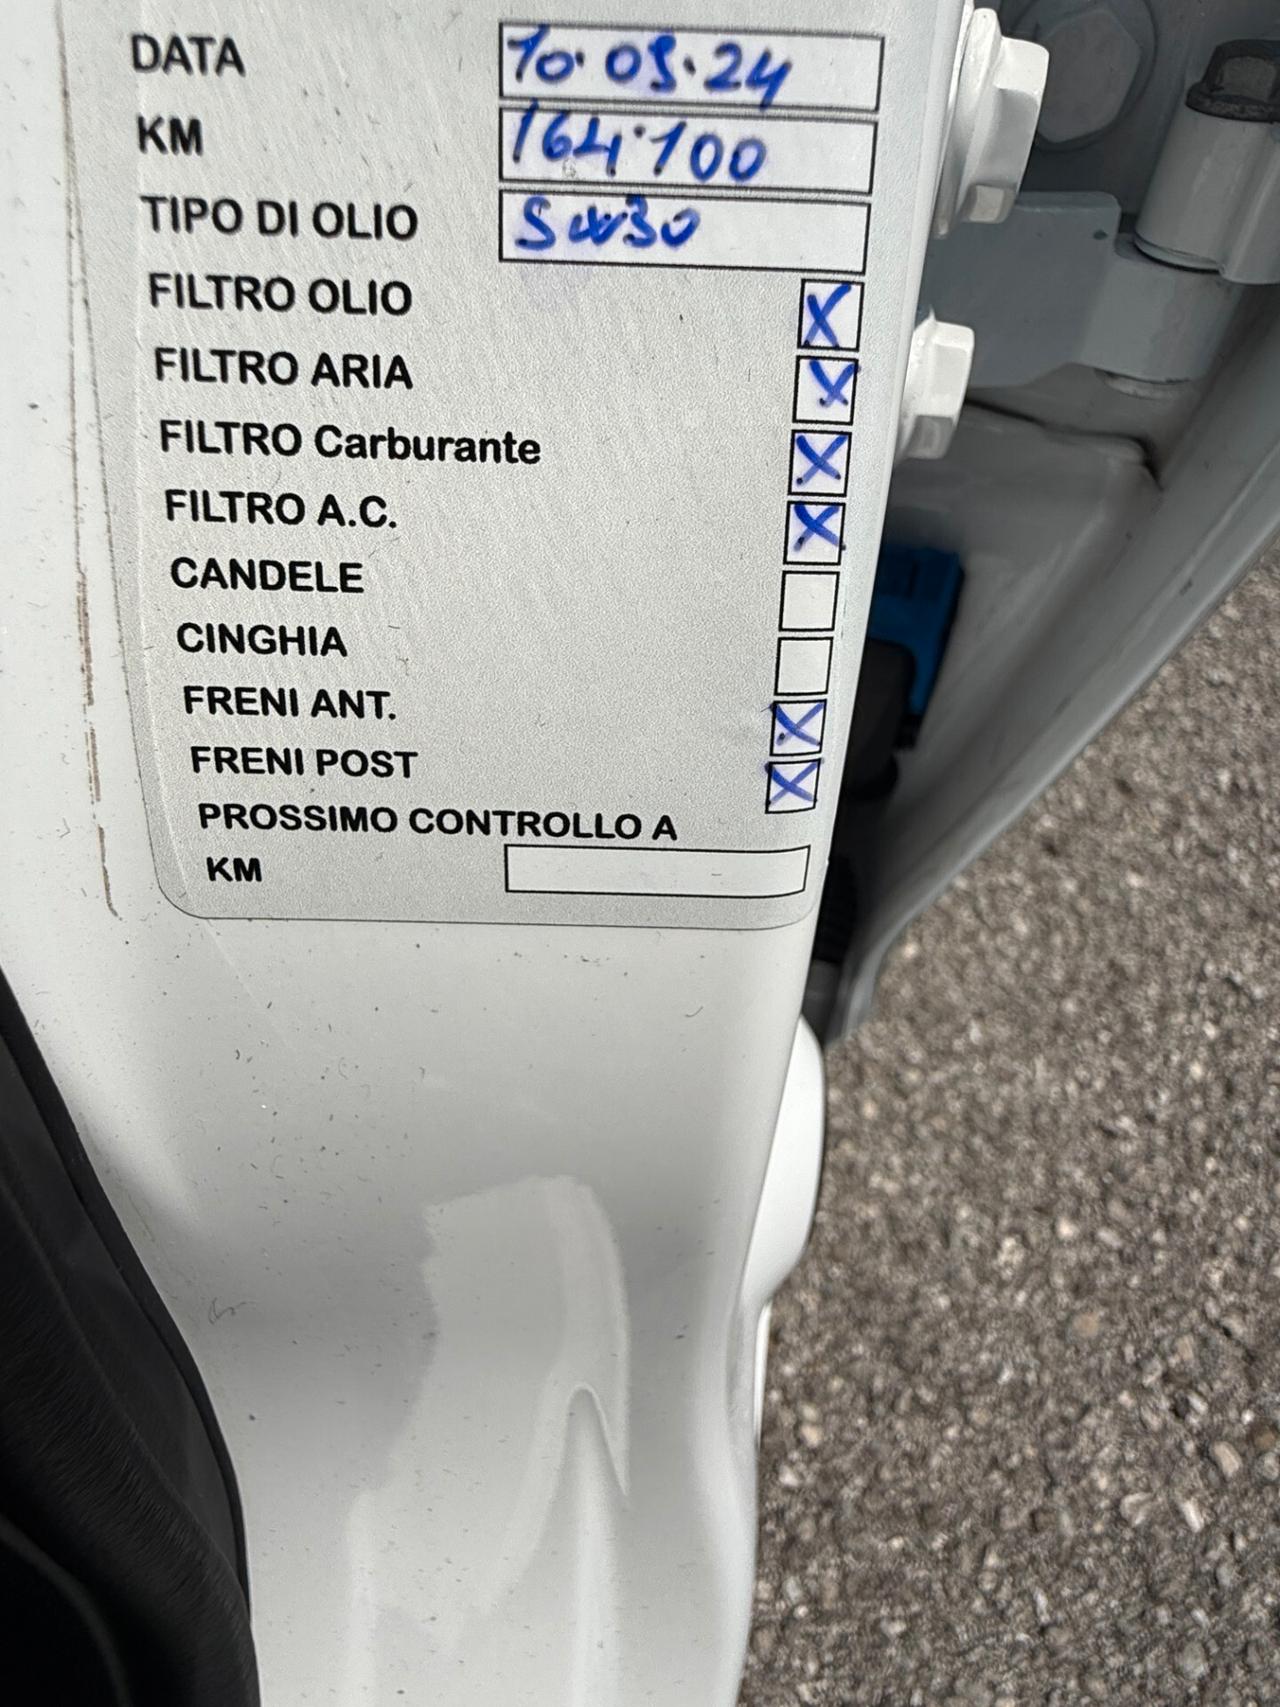 DATA 10.05.24
KM 164.100
TIPO DI OLIO 5W30
FILTRO OLIO X
FILTRO ARIA X
FILTRO Carburante X
FILTRO A.C. X
CANDELE
CINGHIA
FRENI ANT. X
FRENI POST X
PROSSIMO CONTROLLO A
KM